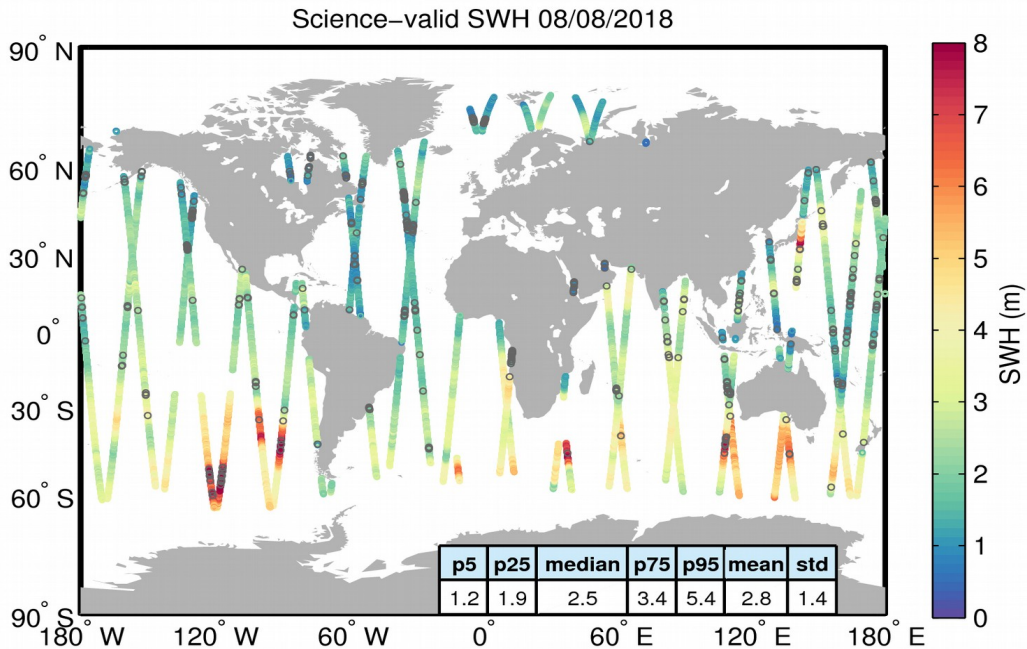 Science−valid SWH 08/08/2018
90° N
60° N
30° N
0°
30° S
60° S
90° S
180° W
120° W
60° W
0°
60° E
120° E
180° E
p5 p25 median p75 p95 mean std
1.2 1.9 2.5 3.4 5.4 2.8 1.4
8
7
6
5
4
3
2
1
0
SWH (m)